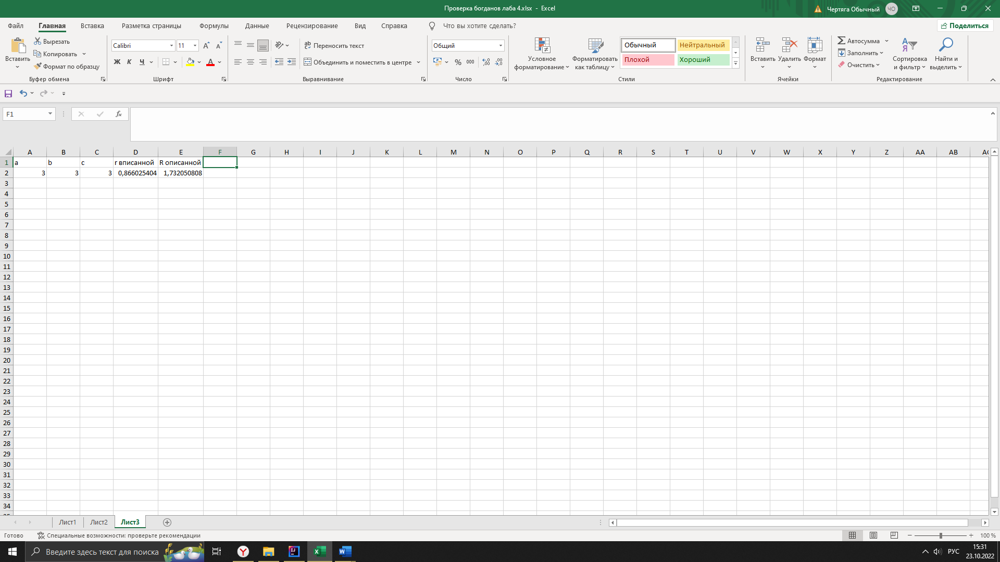 Проверка богданов лаба 4.xlsx - Excel
Чертяга Обычный ЧО
Файл Главная Вставка Разметка страницы Формулы Данные Рецензирование Вид Справка Что вы хотите сделать? Поделиться
Вставить
Вырезать
Копировать
Формат по образцу
Буфер обмена
Calibri 11
Ж К Ч А
Шрифт
Переносить текст
Объединить и поместить в центре
Выравнивание
Общий
% 000
Число
Условное форматирование
Форматировать как таблицу
Обычный Нейтральный
Плохой Хороший
Стили
Вставить Удалить Формат
Ячейки
Автосумма
Заполнить
Очистить
Сортировка и фильтр
Найти и выделить
Редактирование
F1 fx
A B C D E F G H I J K L M N O P Q R S T U V W X Y Z AA AB AC
1 a b c r вписанной R описанной
2 3 3 3 0,866025404 1,732050808
3
4
5
6
7
8
9
10
11
12
13
14
15
16
17
18
19
20
21
22
23
24
25
26
27
28
29
30
31
32
33
34
Лист1 Лист2 Лист3
Готово Специальные возможности: проверьте рекомендации 100 %
Введите здесь текст для поиска
РУС
15:31
23.10.2022